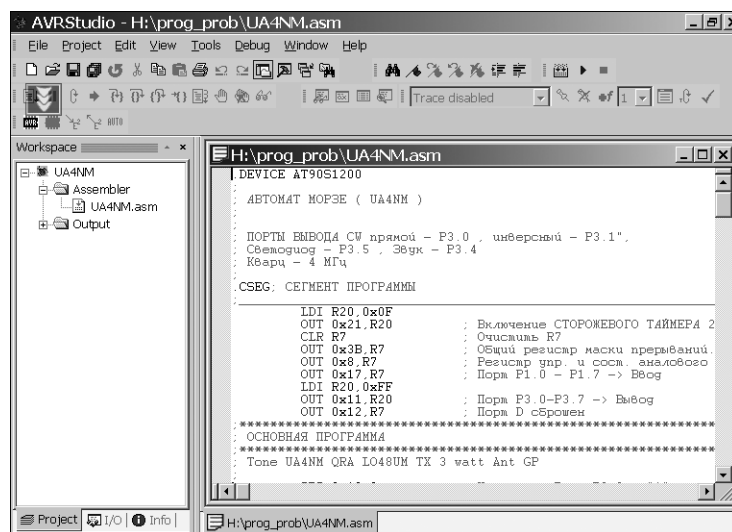 AVRStudio - H:\prog_prob\UA4NM.asm
File Project Edit View Tools Debug Window Help
Trace disabled
1
AVR AUTO
Workspace
UA4NM
Assembler
UA4NM.asm
Output
H:\prog_prob\UA4NM.asm
.DEVICE AT90S1200
;
; АВТОМАТ МОРЗЕ ( UA4NM )
;
;
; ПОРТЫ ВЫВОДА CW прямой - P3.0 , инверсный - P3.1",
; Светодиод - P3.5 , Звук - P3.4
; Кварц - 4 МГц
.CSEG; СЕГМЕНТ ПРОГРАММЫ
LDI R20,0x0F
OUT 0x21,R20 ; Включение СТОРОЖЕВОГО ТАЙМЕРА 2
CLR R7 ; Очистить R7
OUT 0x3B,R7 ; Общий регистр маски прерываний.
OUT 0x8,R7 ; Регистр упр. и сост. аналового
OUT 0x17,R7 ; Порт P1.0 - P1.7 -> Ввод
LDI R20,0xFF
OUT 0x11,R20 ; Порт P3.0-P3.7 -> Вывод
OUT 0x12,R7 ; Порт D сброшен
;**************************************************
; ОСНОВНАЯ ПРОГРАММА
;**************************************************
; Tone UA4NM QRA LO48UM TX 3 watt Ant GP
Project I/O Info
H:\prog_prob\UA4NM.asm